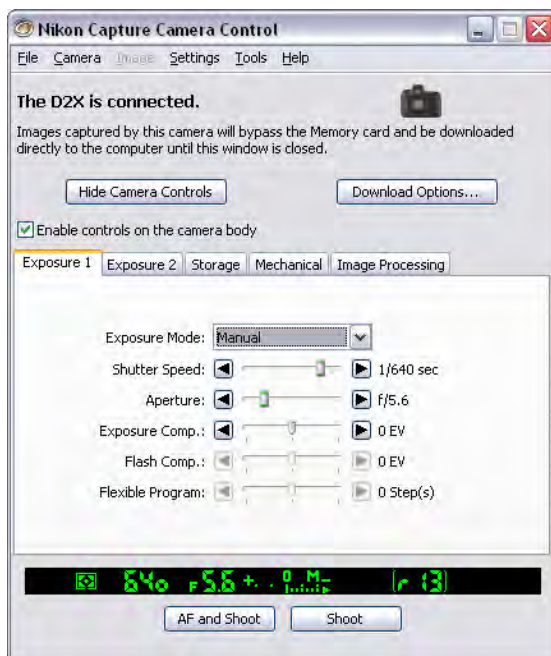 Nikon Capture Camera Control
File Camera Image Settings Tools Help
The D2X is connected.
Images captured by this camera will bypass the Memory card and be downloaded
directly to the computer until this window is closed.
Hide Camera Controls Download Options...
Enable controls on the camera body
Exposure 1 Exposure 2 Storage Mechanical Image Processing
Exposure Mode: Manual
Shutter Speed: 1/640 sec
Aperture: f/5.6
Exposure Comp.: 0 EV
Flash Comp.: 0 EV
Flexible Program: 0 Step(s)
640 F5.6 +. . 0 M- (r 13)
AF and Shoot Shoot